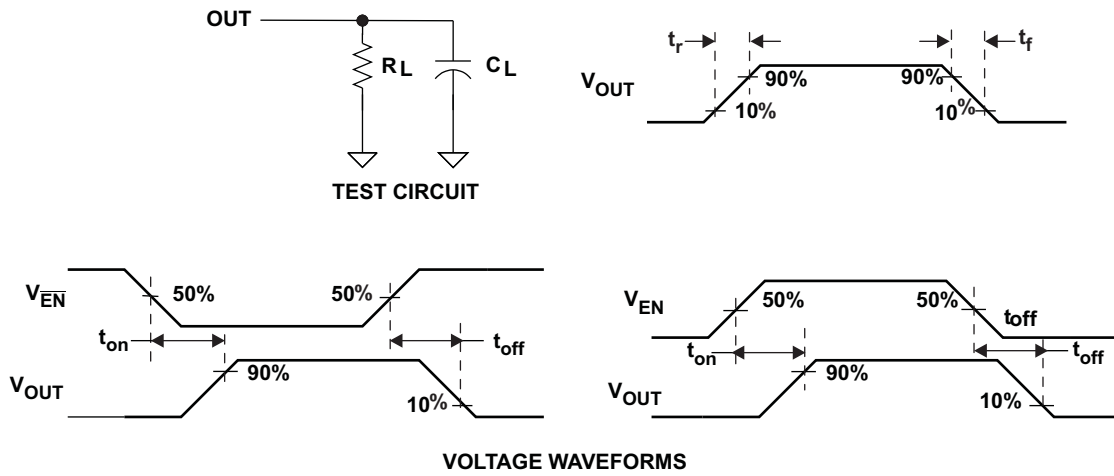 OUT
RL
CL
TEST CIRCUIT
tr
tf
VOUT
90%
90%
10%
10%
VEN
50%
50%
ton
toff
VOUT
90%
10%
VEN
50%
50%
toff
ton
toff
VOUT
90%
10%
VOLTAGE WAVEFORMS